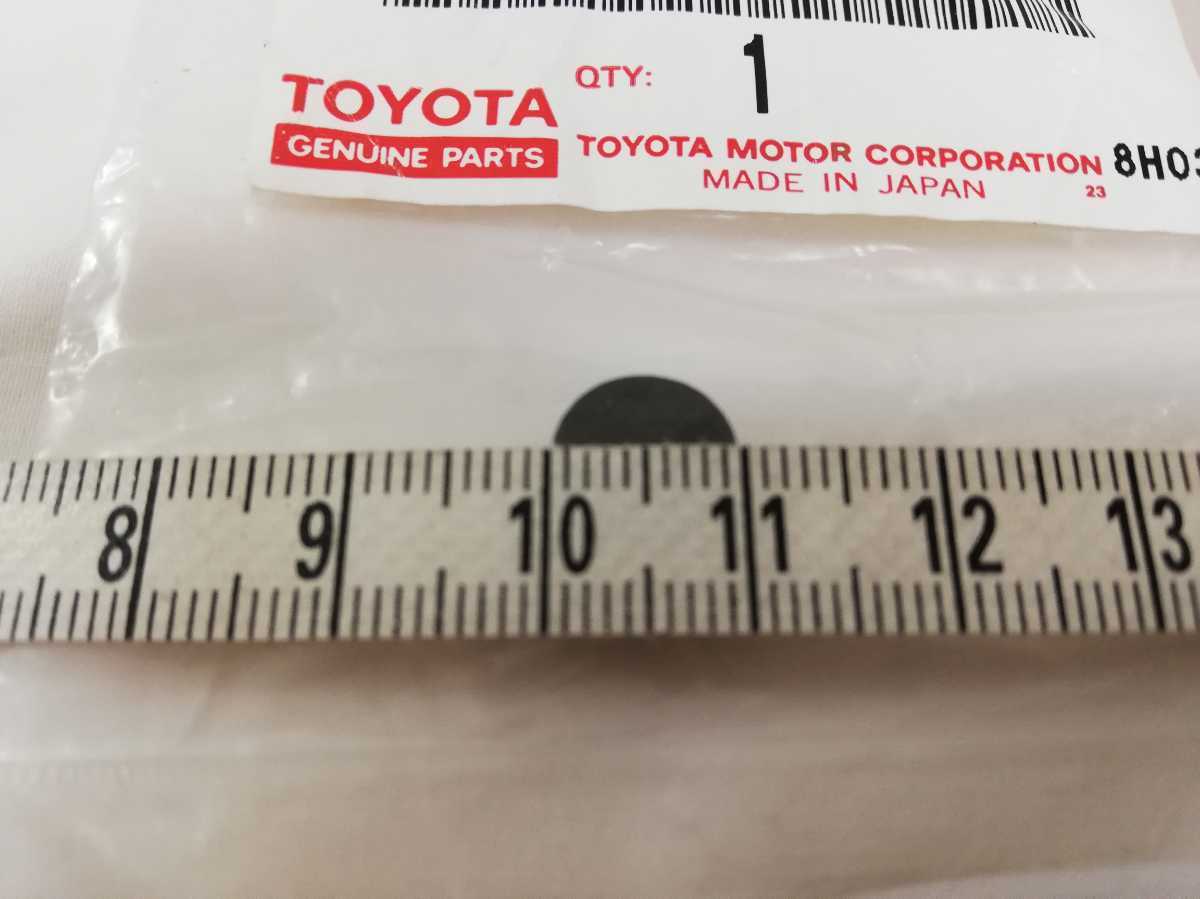 QTY: 1
TOYOTA
GENUINE PARTS
TOYOTA MOTOR CORPORATION 8H03
MADE IN JAPAN 23
8 9 10 11 12 13